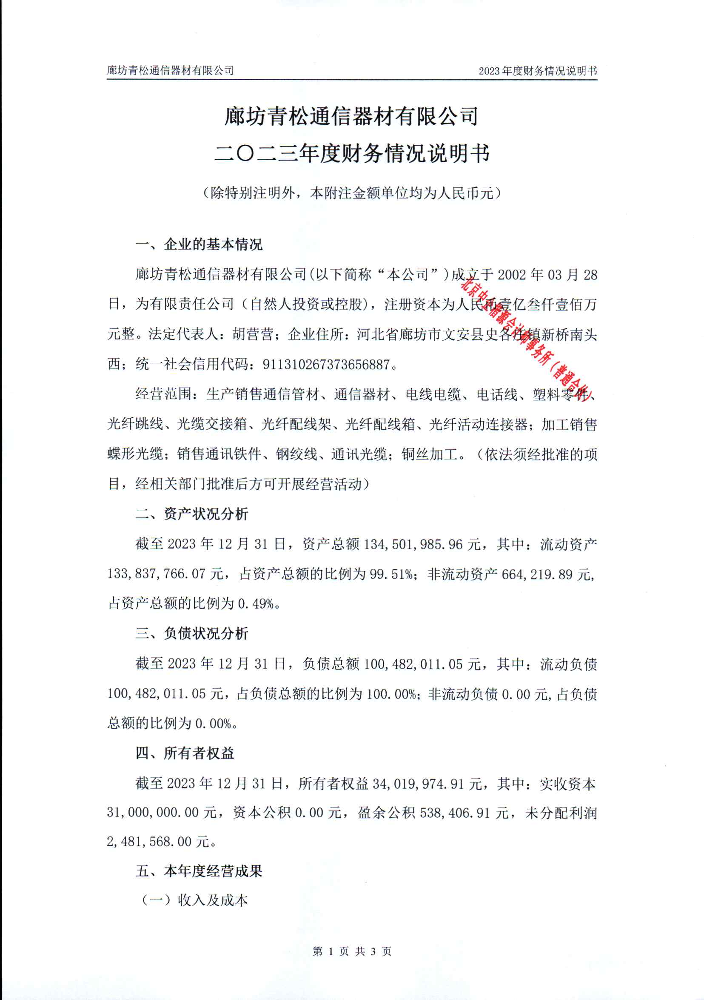 廊坊青松通信器材有限公司 2023年度财务情况说明书
廊坊青松通信器材有限公司
二〇二三年度财务情况说明书
（除特别注明外，本附注金额单位均为人民币元）
一、企业的基本情况
廊坊青松通信器材有限公司(以下简称“本公司”)成立于 2002 年 03 月 28
日，为有限责任公司（自然人投资或控股)，注册资本为人民币壹亿叁仟壹佰万
元整。法定代表人：胡营营；企业住所：河北省廊坊市文安县史各庄镇新桥南头
西；统一社会信用代码：911310267373656887。
经营范围：生产销售通信管材、通信器材、电线电缆、电话线、塑料零件、
光纤跳线、光缆交接箱、光纤配线架、光纤配线箱、光纤活动连接器；加工销售
蝶形光缆；销售通讯铁件、钢绞线、通讯光缆；铜丝加工。（依法须经批准的项
目，经相关部门批准后方可开展经营活动）
二、资产状况分析
截至 2023 年 12 月 31 日，资产总额 134,501,985.96 元，其中：流动资产
133,837,766.07 元，占资产总额的比例为 99.51%；非流动资产 664,219.89 元,
占资产总额的比例为 0.49%。
三、负债状况分析
截至 2023 年 12 月 31 日，负债总额 100,482,011.05 元，其中：流动负债
100,482,011.05 元，占负债总额的比例为 100.00%；非流动负债 0.00 元,占负债
总额的比例为 0.00%。
四、所有者权益
截至 2023 年 12 月 31 日，所有者权益 34,019,974.91 元，其中：实收资本
31,000,000.00 元，资本公积 0.00 元，盈余公积 538,406.91 元，未分配利润
2,481,568.00 元。
五、本年度经营成果
（一）收入及成本
第 1 页 共 3 页